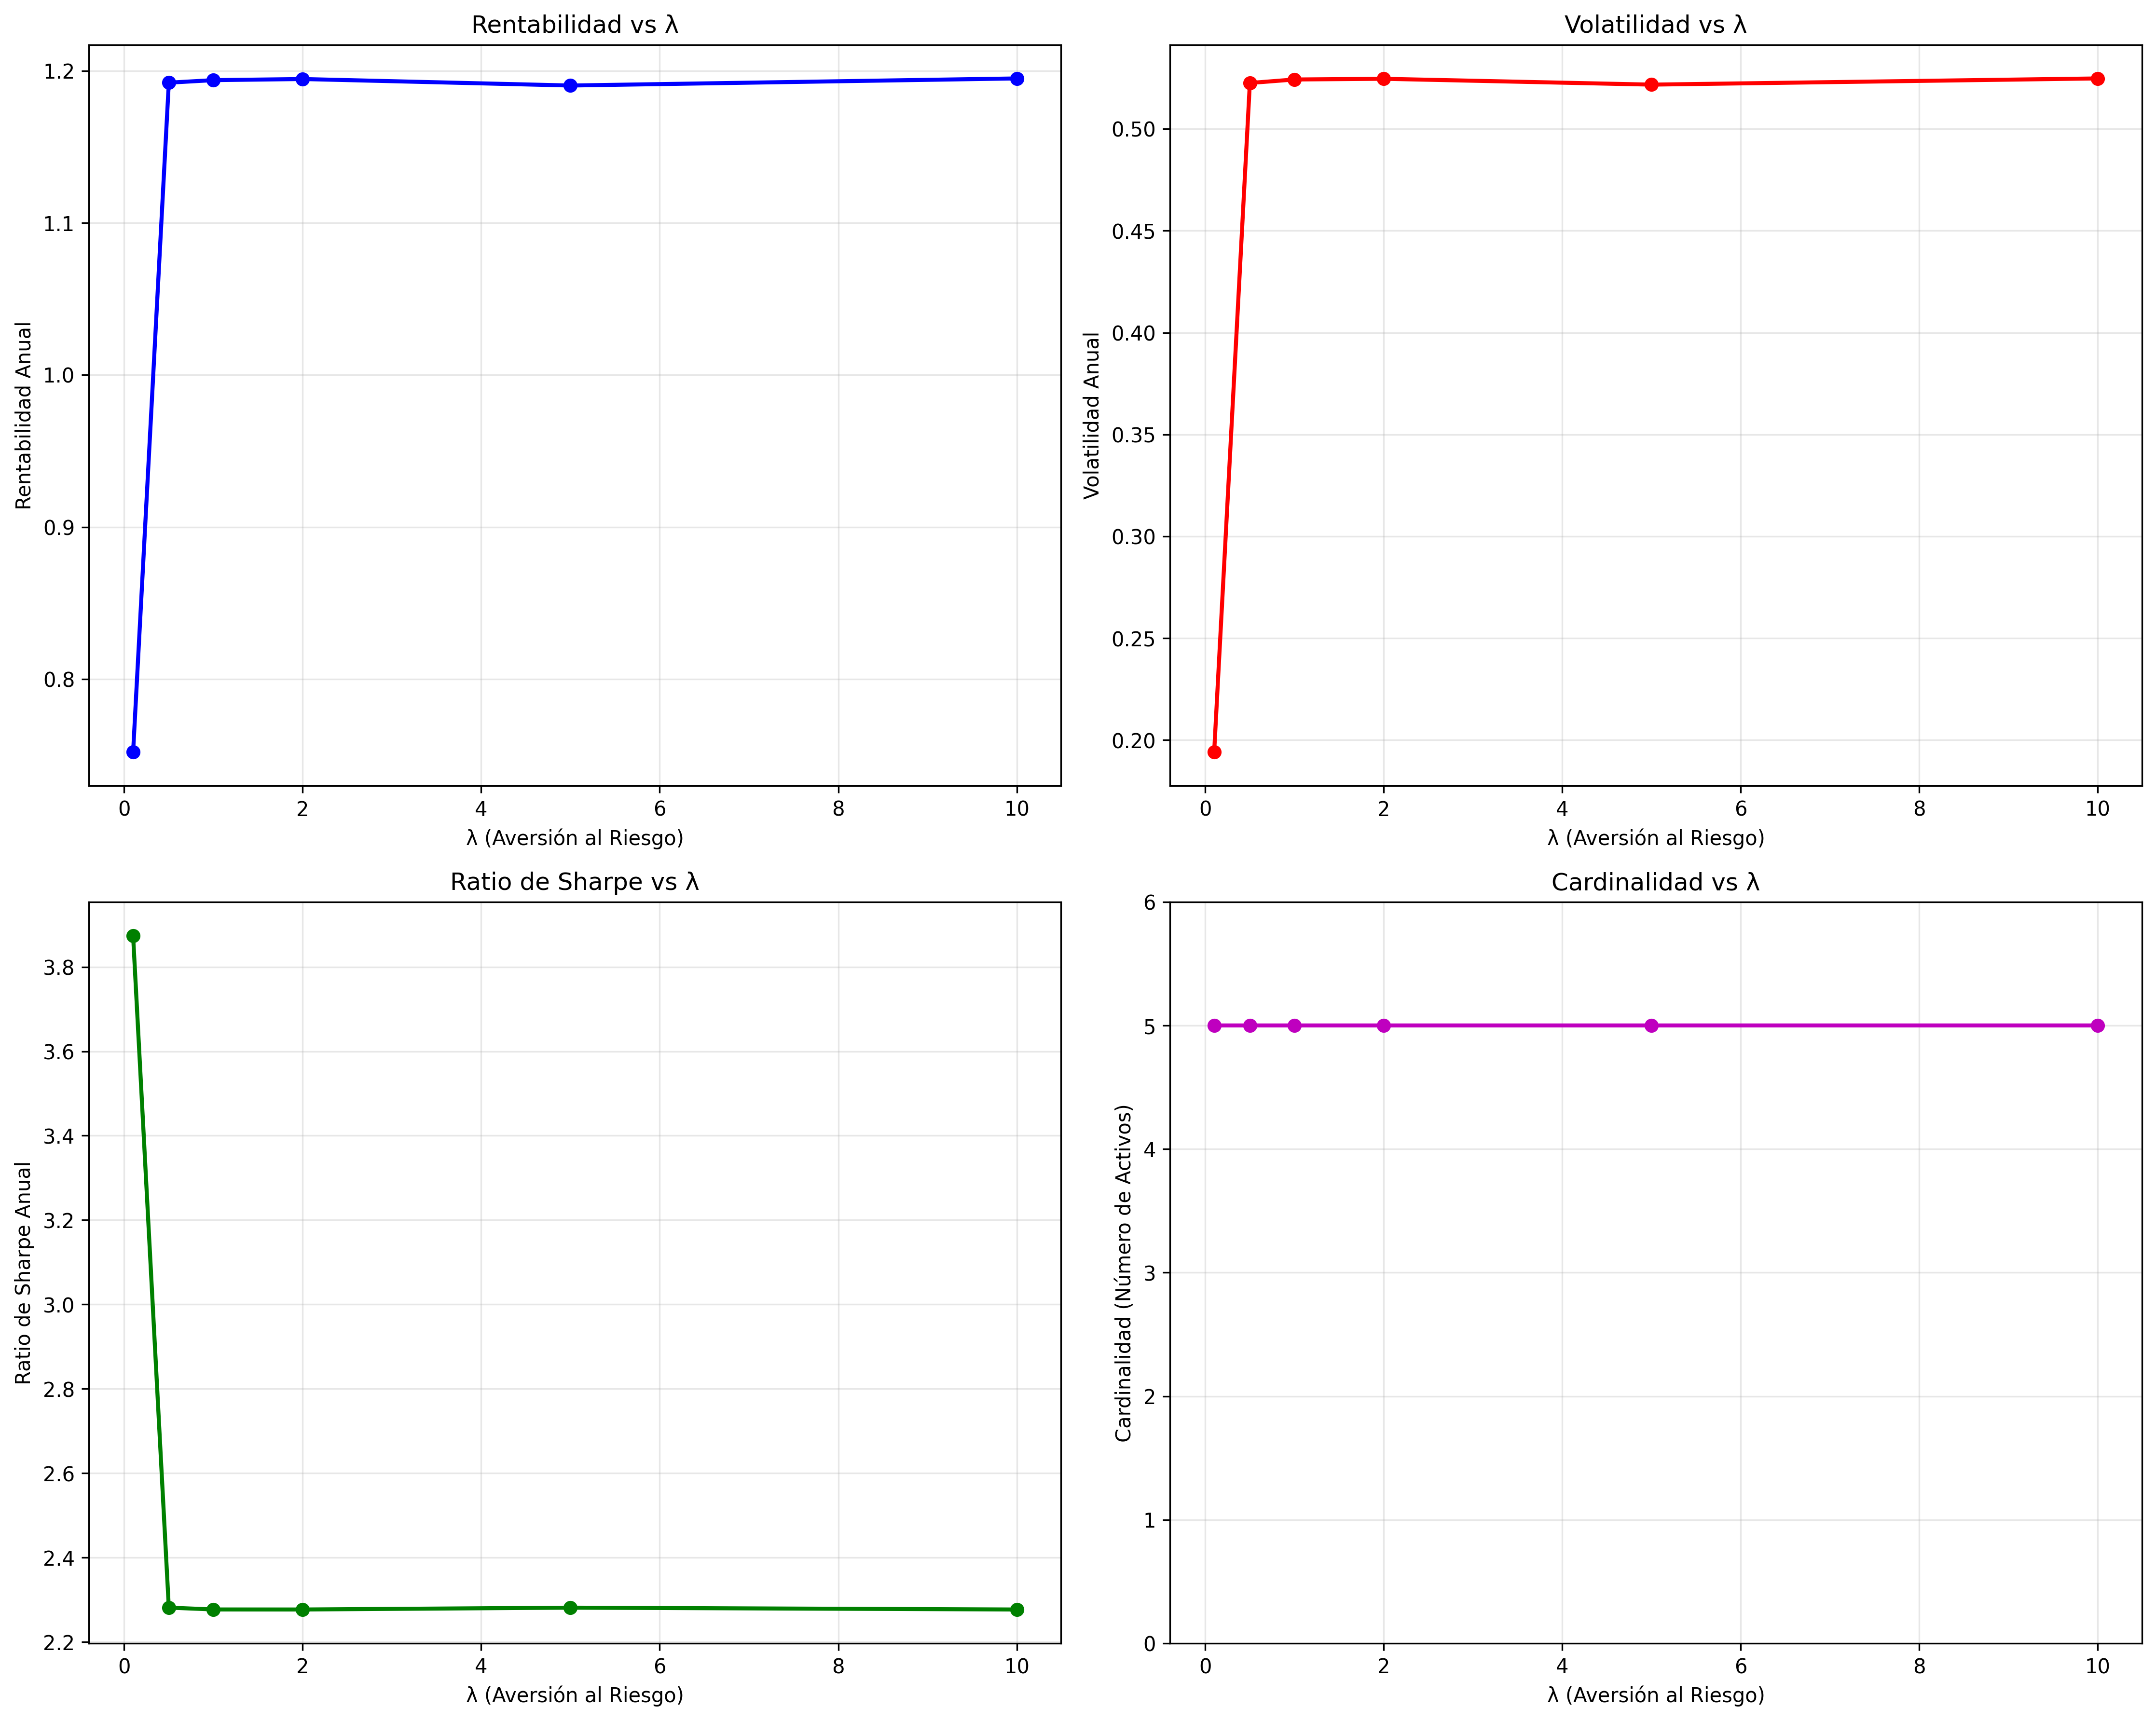 Rentabilidad vs λ
Rentabilidad Anual
1.2
1.1
1.0
0.9
0.8
0 2 4 6 8 10
λ (Aversión al Riesgo)
Volatilidad vs λ
Volatilidad Anual
0.50
0.45
0.40
0.35
0.30
0.25
0.20
0 2 4 6 8 10
λ (Aversión al Riesgo)
Ratio de Sharpe vs λ
Ratio de Sharpe Anual
3.8
3.6
3.4
3.2
3.0
2.8
2.6
2.4
2.2
0 2 4 6 8 10
λ (Aversión al Riesgo)
Cardinalidad vs λ
Cardinalidad (Número de Activos)
6
5
4
3
2
1
0
0 2 4 6 8 10
λ (Aversión al Riesgo)